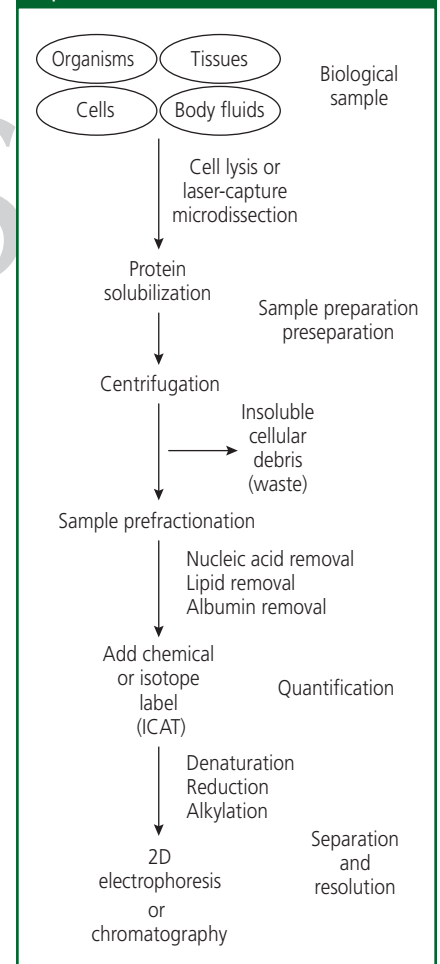 Organisms
Tissues
Cells
Body fluids
Biological
sample
Cell lysis or
laser-capture
microdissection
Protein
solubilization
Sample preparation
preseparation
Centrifugation
Insoluble
cellular
debris
(waste)
Sample prefractionation
Nucleic acid removal
Lipid removal
Albumin removal
Add chemical
or isotope
label
(ICAT)
Quantification
Denaturation
Reduction
Alkylation
Separation
and
resolution
2D
electrophoresis
or
chromatography